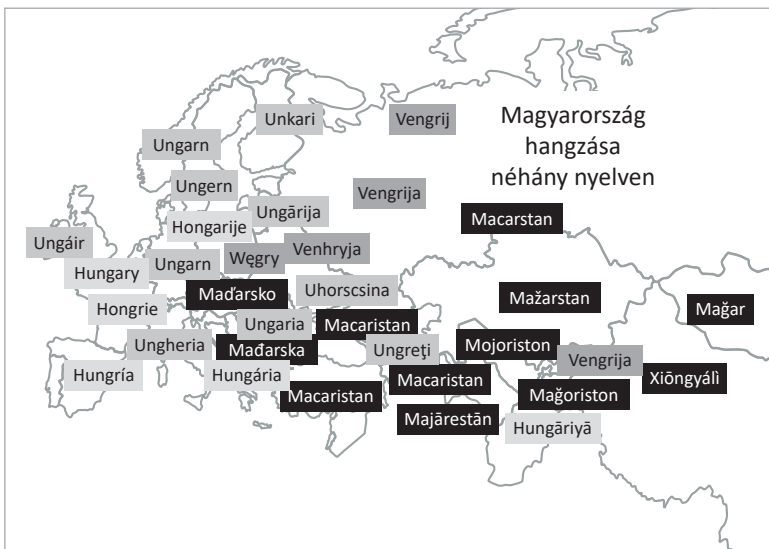 Magyarország
hangzása
néhány nyelven
Unkari
Vengrij
Ungarn
Ungern
Vengrija
Ungārija
Hongarije
Macarstan
Ungáir
Węgry
Venhryja
Ungarn
Hungary
Maďarsko
Uhorscsina
Mažarstan
Hongrie
Mağar
Ungaria
Macaristan
Ungheria
Mađarska
Ungreţi
Mojoriston
Vengrija
Hungría
Hungária
Macaristan
Macaristan
Mağoriston
Xiōngyálì
Majārestān
Hungāriyā